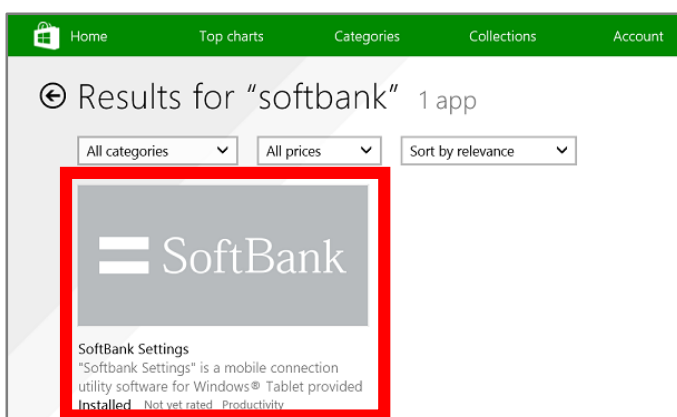 Home Top charts Categories Collections Account
Results for “softbank” 1 app
All categories All prices Sort by relevance
SoftBank
SoftBank Settings
"Softbank Settings" is a mobile connection
utility software for Windows® Tablet provided
Installed Not yet rated Productivity